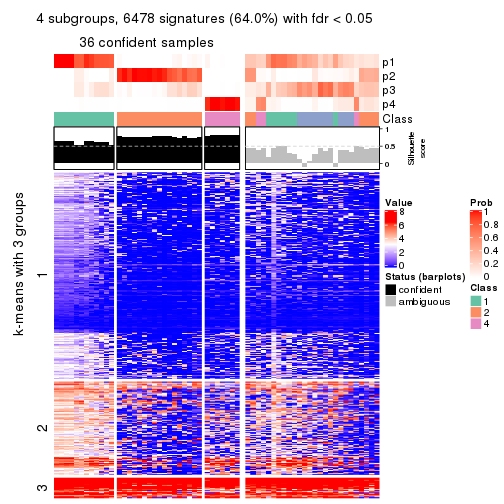 4 subgroups, 6478 signatures (64.0%) with fdr < 0.05
36 confident samples
p1
p2
p3
p4
Class
1
0.5
0
Silhouette
score
k-means with 3 groups
1
2
3
Value
8
6
4
2
0
Status (barplots)
confident
ambiguous
Prob
1
0.8
0.6
0.4
0.2
0
Class
1
2
4